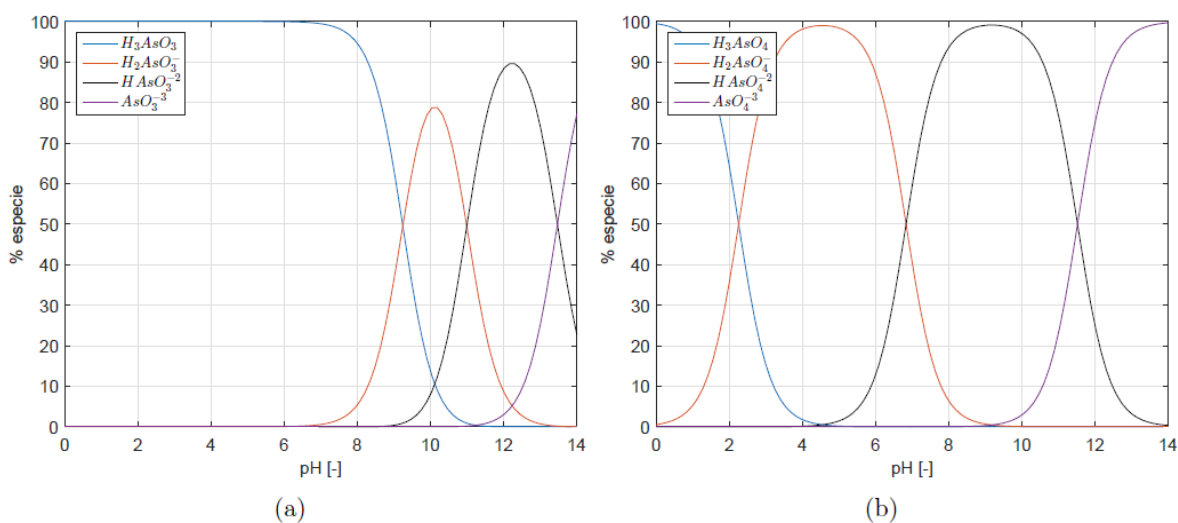 100
90
80
70
60
50
40
30
20
10
0
% especie
H₃AsO₃
H₂AsO₃⁻
HAsO₃⁻²
AsO₃⁻³
0 2 4 6 8 10 12 14
pH [-]
(a)
100
90
80
70
60
50
40
30
20
10
0
% especie
H₃AsO₄
H₂AsO₄⁻
HAsO₄⁻²
AsO₄⁻³
0 2 4 6 8 10 12 14
pH [-]
(b)